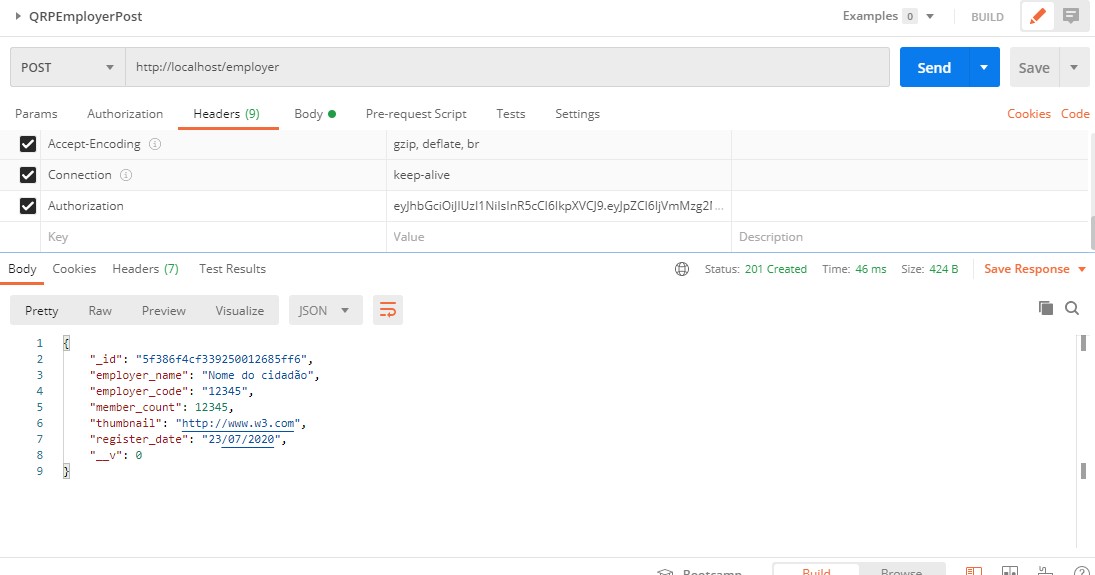 QRPEmployerPost Examples 0 BUILD
POST http://localhost/employer Send Save
Params Authorization Headers (9) Body Pre-request Script Tests Settings Cookies Code
Accept-Encoding gzip, deflate, br
Connection keep-alive
Authorization
Key Value Description
Body Cookies Headers (7) Test Results Status: 201 Created Time: 46 ms Size: 424 B Save Response
Pretty Raw Preview Visualize JSON
1 {
2 "_id": "5f386f4cf339250012685ff6",
3 "employer_name": "Nome do cidadão",
4 "employer_code": "12345",
5 "member_count": 12345,
6 "thumbnail": "http://www.w3.com",
7 "register_date": "23/07/2020",
8 "__v": 0
9 }
Bootcamp Build Browse